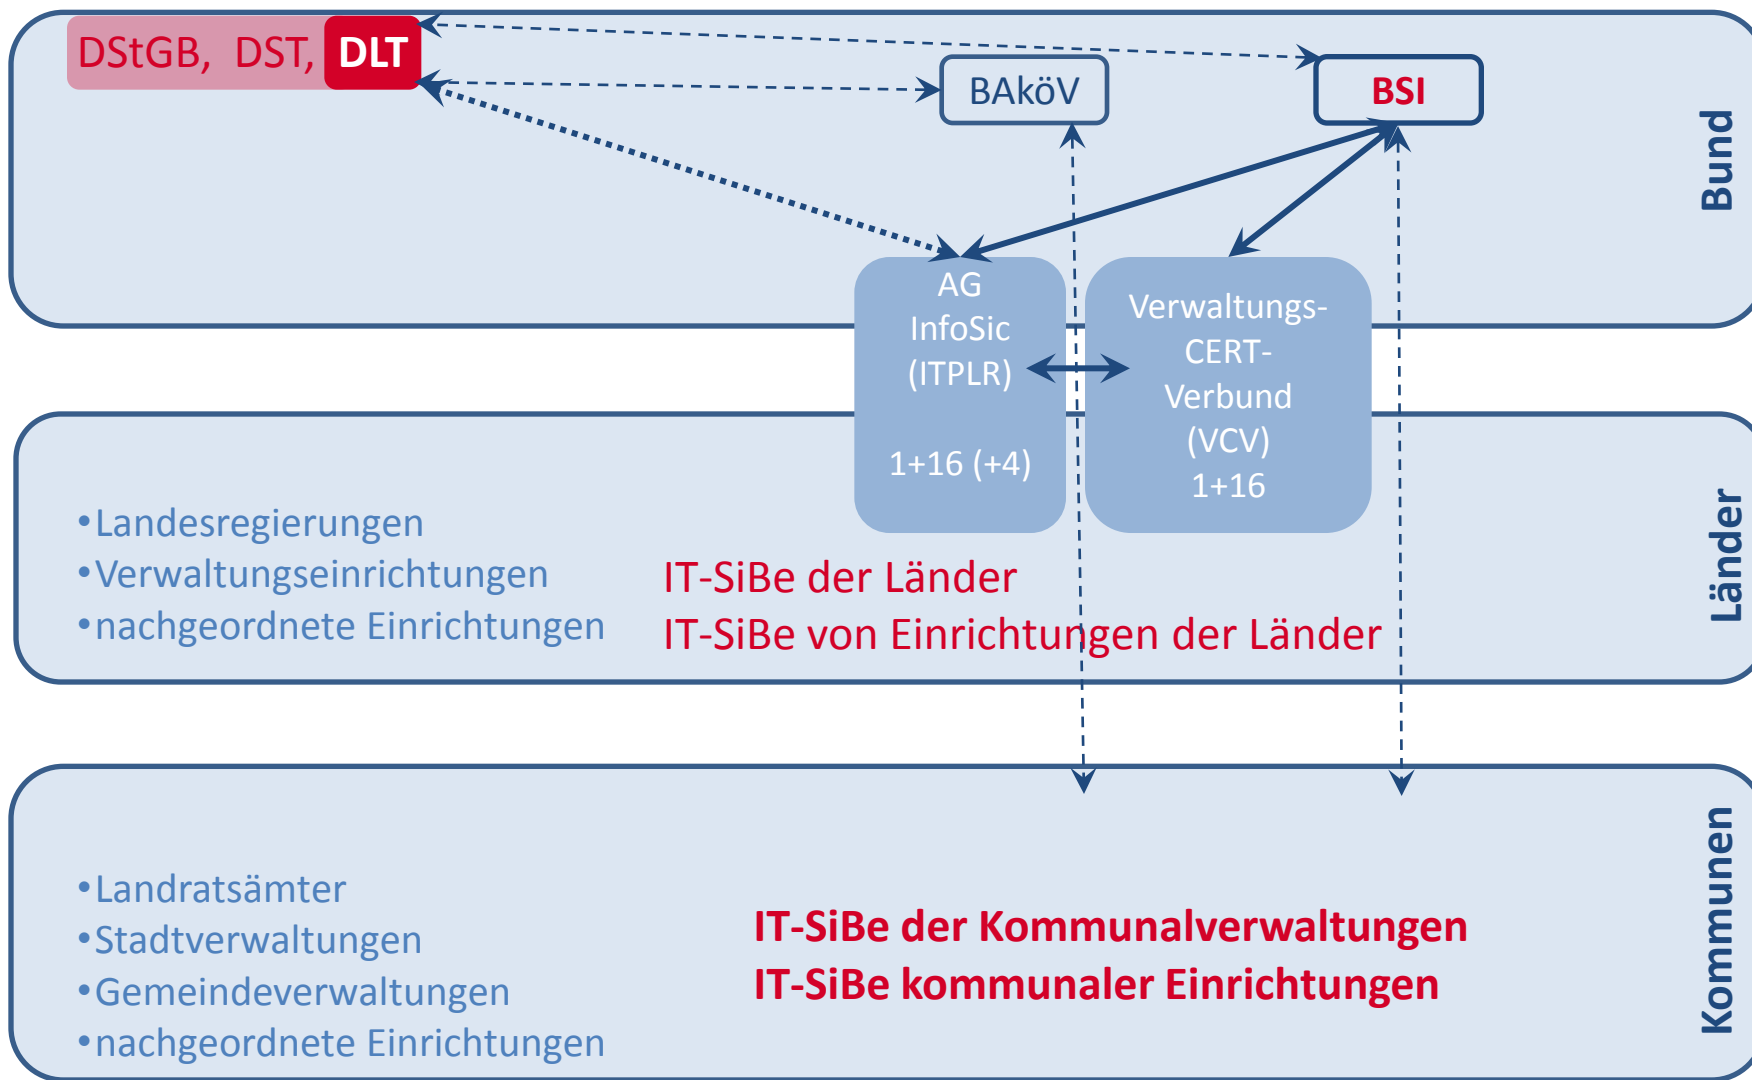 DStGB, DST, DLT
BAköV
BSI
Bund
AG
InfoSic
(ITPLR)
1+16 (+4)
Verwaltungs-
CERT-
Verbund
(VCV)
1+16
•Landesregierungen
•Verwaltungseinrichtungen
•nachgeordnete Einrichtungen
IT-SiBe der Länder
IT-SiBe von Einrichtungen der Länder
Länder
•Landratsämter
•Stadtverwaltungen
•Gemeindeverwaltungen
•nachgeordnete Einrichtungen
IT-SiBe der Kommunalverwaltungen
IT-SiBe kommunaler Einrichtungen
Kommunen